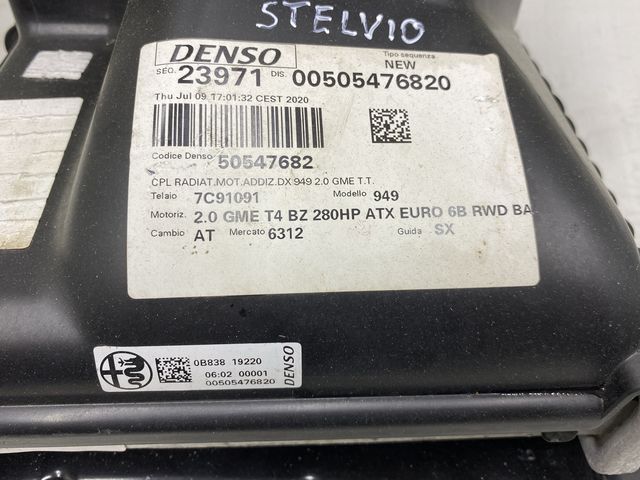 STELVIO
DENSO
Tipo sequenza
NEW
SEQ. 23971 DIS. 00505476820
Thu Jul 09 17:01:32 CEST 2020
Codice Denso 50547682
CPL RADIAT.MOT.ADDIZ.DX 949 2.0 GME T.T.
Telaio 7C91091 Modello 949
Motoriz. 2.0 GME T4 BZ 280HP ATX EURO 6B RWD BA
Cambio AT Mercato 6312 Guida SX
0B838 19220
06:02 00001
00505476820
DENSO